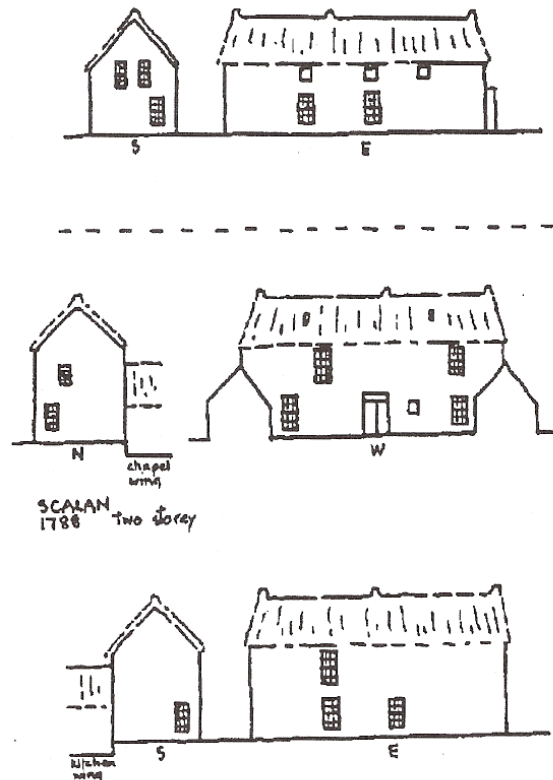 S E
N W
chapel
wing
SCALAN
1788 Two storey
S E
Kitchen
wing